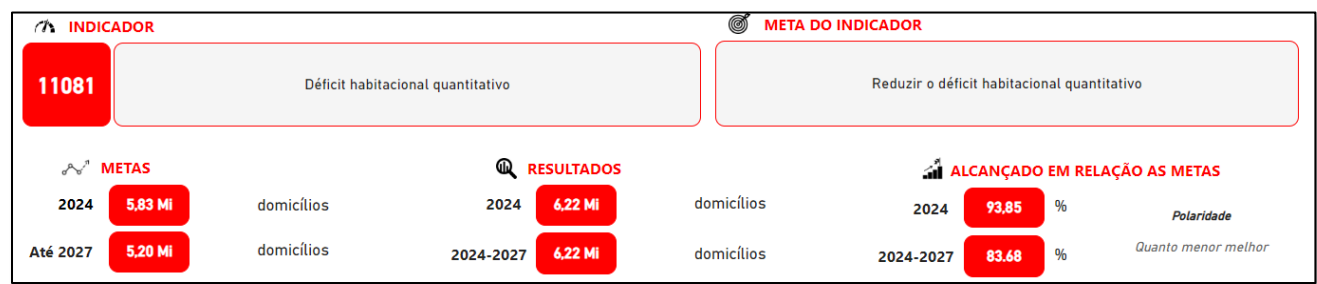 INDICADOR
META DO INDICADOR
11081
Déficit habitacional quantitativo
Reduzir o déficit habitacional quantitativo
METAS
RESULTADOS
ALCANÇADO EM RELAÇÃO AS METAS
2024 5,83 Mi domicílios
2024 6,22 Mi domicílios
2024 93,85 %
Polaridade
Até 2027 5,20 Mi domicílios
2024-2027 6,22 Mi domicílios
2024-2027 83.68 %
Quanto menor melhor